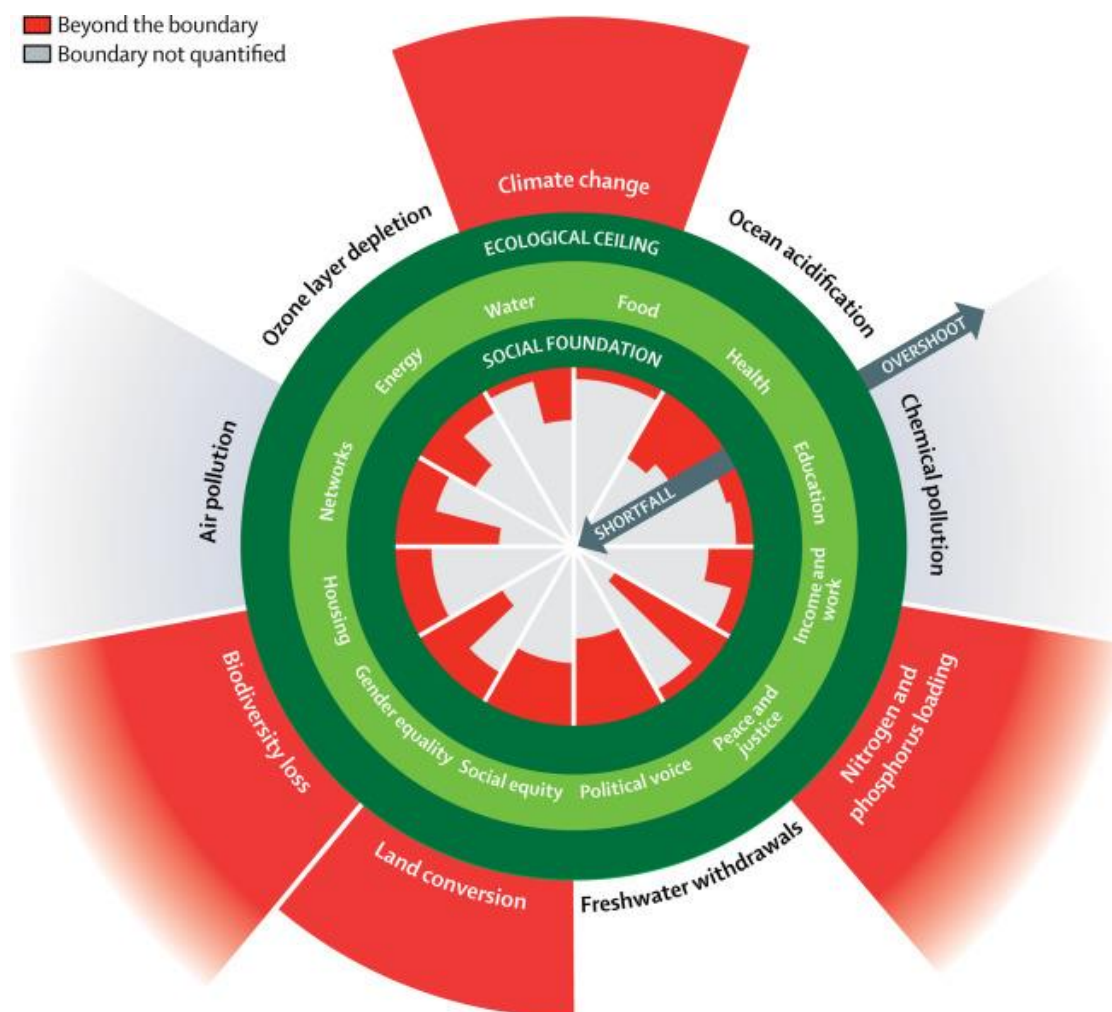 Beyond the boundary
Boundary not quantified
Climate change
Ozone layer depletion
Ocean acidification
ECOLOGICAL CEILING
OVERSHOOT
Water
Food
SOCIAL FOUNDATION
Energy
Health
Networks
Education
SHORTFALL
Air pollution
Chemical pollution
Housing
Income and
work
Gender equality
Social equity
Political voice
Peace and
justice
Biodiversity loss
Nitrogen and
phosphorus loading
Land conversion
Freshwater withdrawals